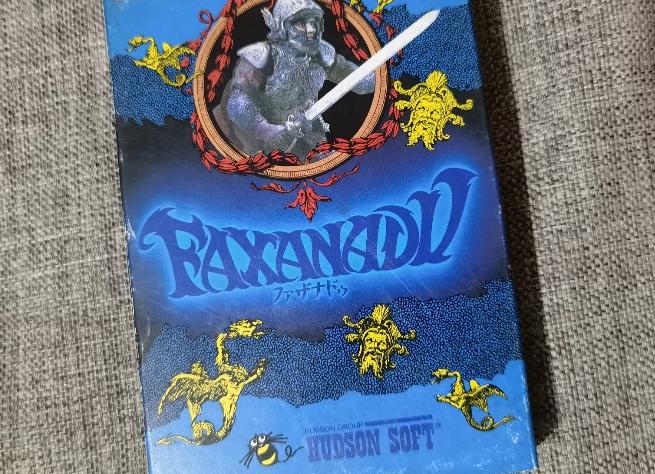 FAXANADU
ファザナドゥ
HUDSON GROUP
HUDSON SOFT®